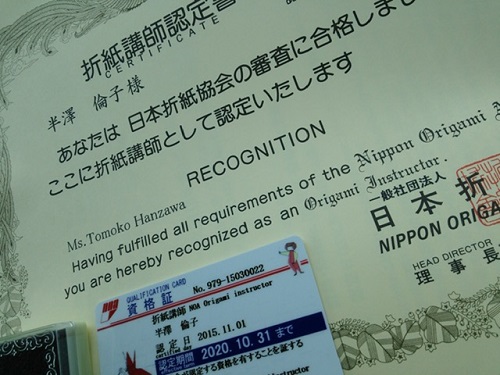 折紙講師認定書
CERTIFICATE
半澤 倫子様
あなたは 日本折紙協会の審査に合格しまし
ここに折紙講師として認定いたします
RECOGNITION
Ms.Tomoko Hanzawa
Having fulfilled all requirements of the Nippon Origami
you are hereby recognized as an Origami Instructor.
一般社団法人
日本折
NIPPON ORIGA
HEAD DIRECTOR
理事長
QUALIFICATION CARD
資格証
No. 979-15030022
折紙講師 NOA Origami instructor
半澤 倫子
認定日 2015.11.01
認定期間 2020.10.31まで